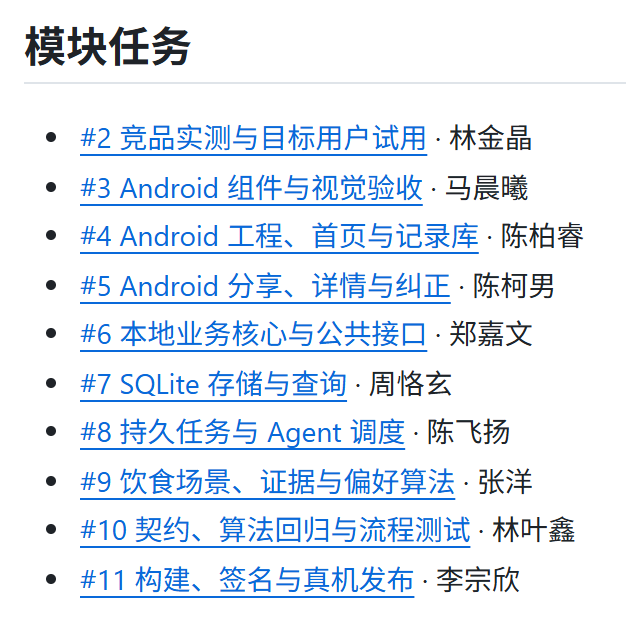 模块任务
#2 竞品实测与目标用户试用 · 林金晶
#3 Android 组件与视觉验收 · 马晨曦
#4 Android 工程、首页与记录库 · 陈柏睿
#5 Android 分享、详情与纠正 · 陈柯男
#6 本地业务核心与公共接口 · 郑嘉文
#7 SQLite 存储与查询 · 周恪玄
#8 持久任务与 Agent 调度 · 陈飞扬
#9 饮食场景、证据与偏好算法 · 张洋
#10 契约、算法回归与流程测试 · 林叶鑫
#11 构建、签名与真机发布 · 李宗欣